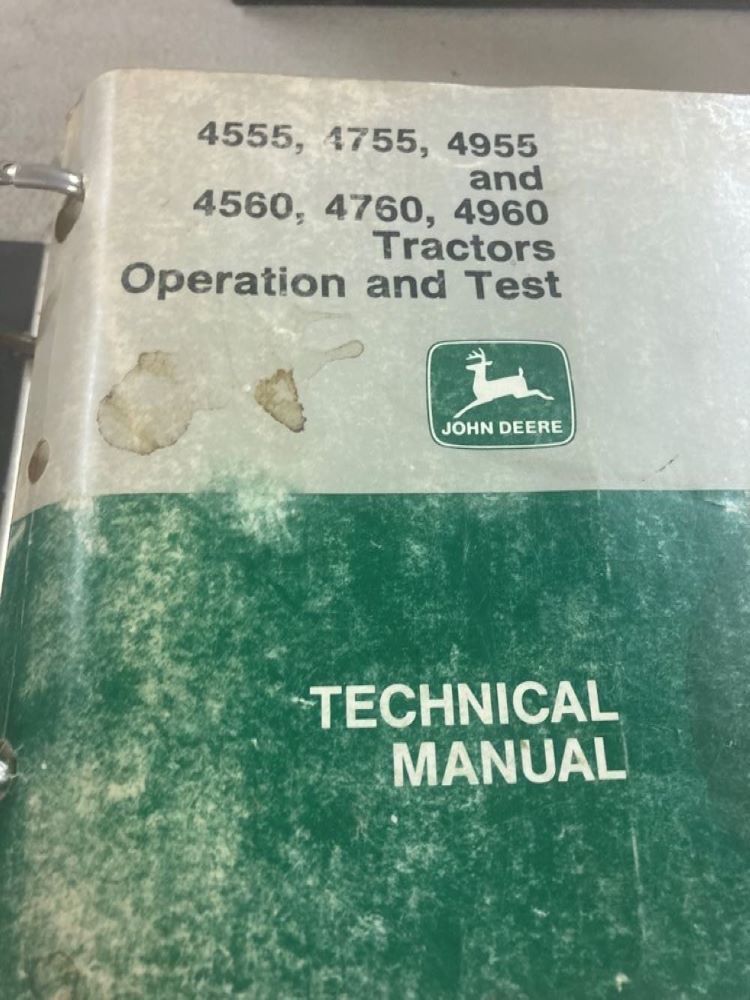 4555, 4755, 4955
and
4560, 4760, 4960
Tractors
Operation and Test
JOHN DEERE
TECHNICAL
MANUAL